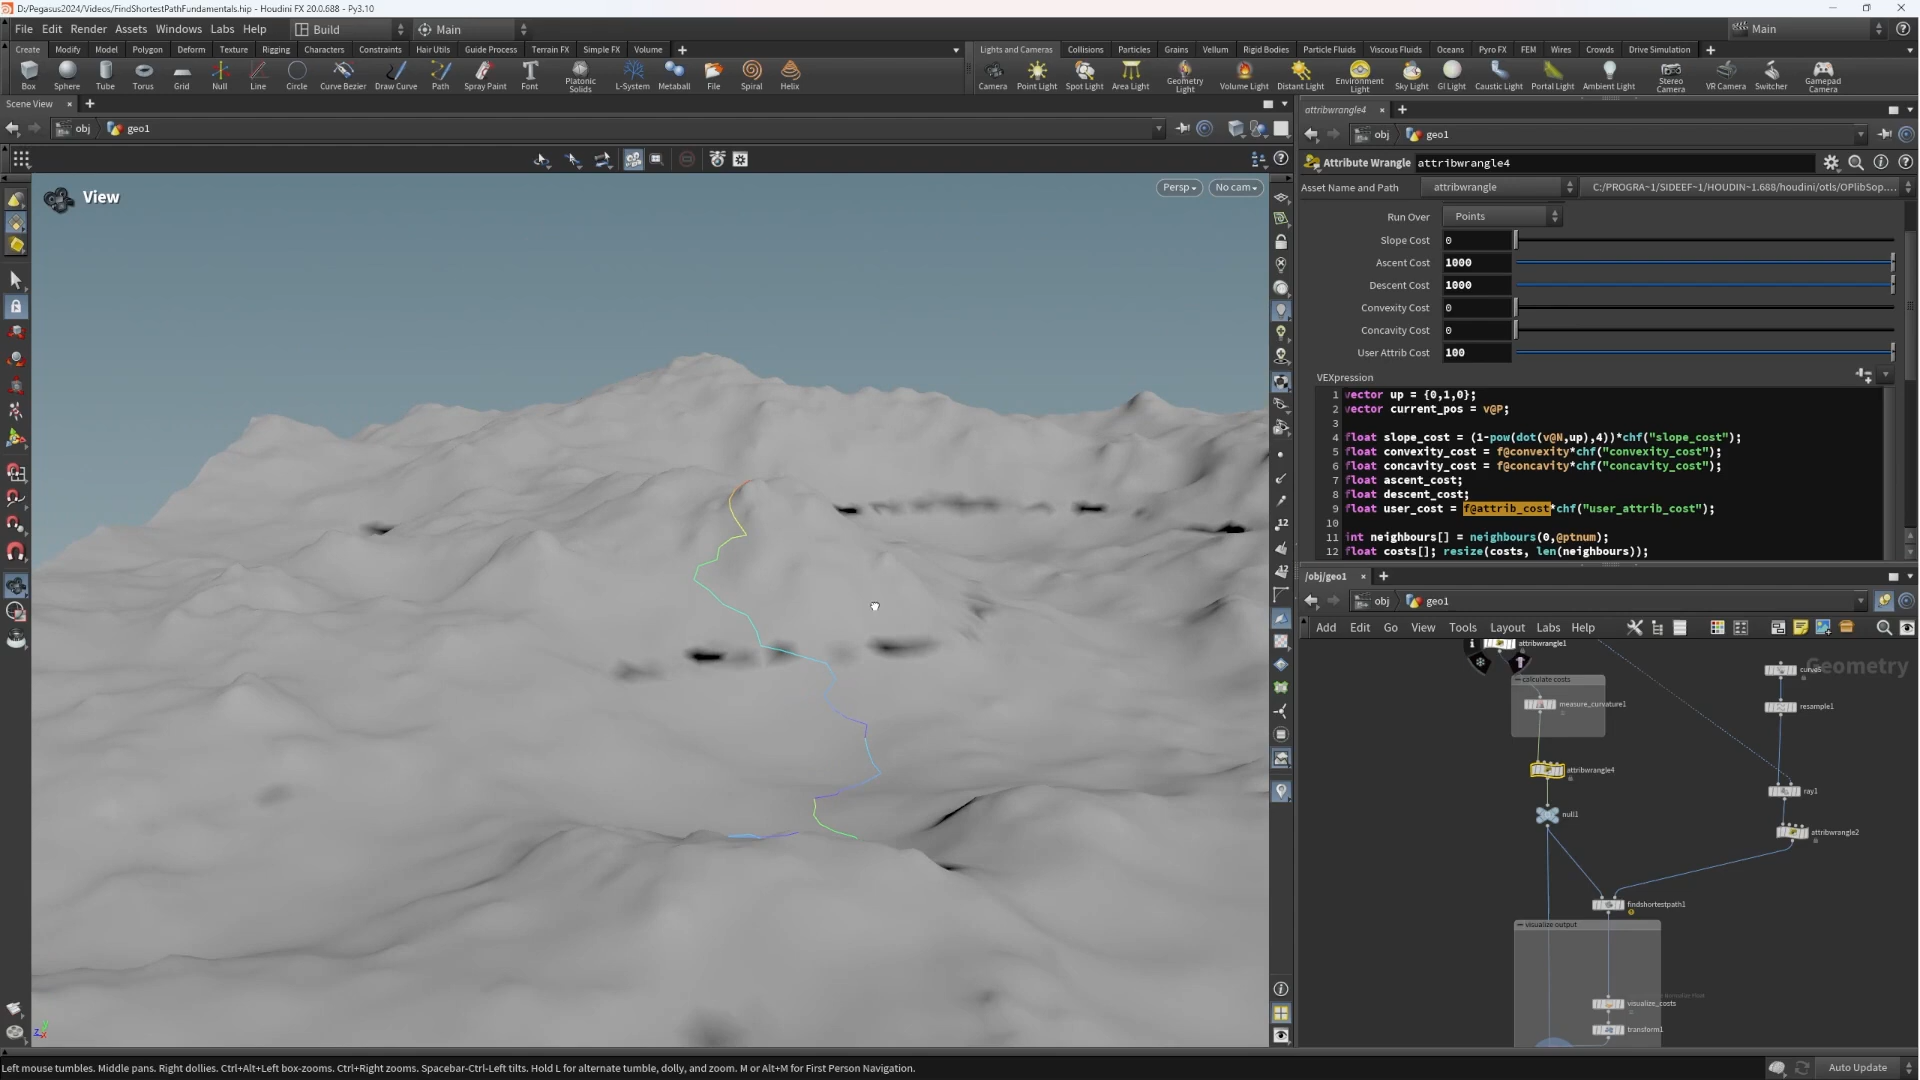 D:/Pegasus2024/Videos/FindShortestPathFundamentals.hip - Houdini FX 20.0.688 - Py3.10
File Edit Render Assets Windows Labs Help Build Main Main
Create Modify Model Polygon Deform Texture Rigging Characters Constraints Hair Utils Guide Process Terrain FX Simple FX Volume
Lights and Cameras Collisions Particles Grains Vellum Rigid Bodies Particle Fluids Viscous Fluids Oceans Pyro FX FEM Wires Crowds Drive Simulation
Box Sphere Tube Torus Grid Null Line Circle Curve Bezier Draw Curve Path Spray Paint Font Platonic Solids L-System Metaball File Spiral Helix
Camera Point Light Spot Light Area Light Geometry Light Volume Light Distant Light Environment Light Sky Light GI Light Caustic Light Portal Light Ambient Light Stereo Camera VR Camera Switcher Gamepad Camera
Scene View
obj geo1
View
Persp No cam
attribwrangle4
obj geo1
Attribute Wrangle attribwrangle4
Asset Name and Path attribwrangle C:/PROGRA~1/SIDEEF~1/HOUDIN~1.688/houdini/otls/OPlibSop....
Run Over Points
Slope Cost 0
Ascent Cost 1000
Descent Cost 1000
Convexity Cost 0
Concavity Cost 0
User Attrib Cost 100
VEXpression
1 vector up = {0,1,0};
2 vector current_pos = v@P;
3
4 float slope_cost = (1-pow(dot(v@N,up),4))*chf("slope_cost");
5 float convexity_cost = f@convexity*chf("convexity_cost");
6 float concavity_cost = f@concavity*chf("concavity_cost");
7 float ascent_cost;
8 float descent_cost;
9 float user_cost = f@attrib_cost*chf("user_attrib_cost");
10
11 int neighbours[] = neighbours(0,@ptnum);
12 float costs[]; resize(costs, len(neighbours));
/obj/geo1
obj geo1
Add Edit Go View Tools Layout Labs Help
Geometry
attribwrangle1
calculate costs
measure_curvature1
resample1
attribwrangle4
ray1
null1
attribwrangle2
findshortestpath1
visualize output
visualize_costs
transform1
Left mouse tumbles. Middle pans. Right dollies. Ctrl+Alt+Left box-zooms. Ctrl+Right zooms. Spacebar-Ctrl-Left tilts. Hold L for alternate tumble, dolly, and zoom. M or Alt+M for First Person Navigation.
Auto Update